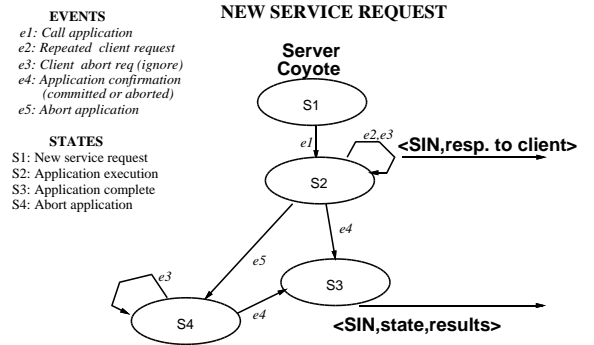 NEW SERVICE REQUEST
EVENTS
e1: Call application
e2: Repeated client request
e3: Client abort req (ignore)
e4: Application confirmation
(committed or aborted)
e5: Abort application
STATES
S1: New service request
S2: Application execution
S3: Application complete
S4: Abort application
Server
Coyote
S1
e1
e2,e3
<SIN,resp. to client>
S2
e4
e5
e3
S3
e4
S4
<SIN,state,results>